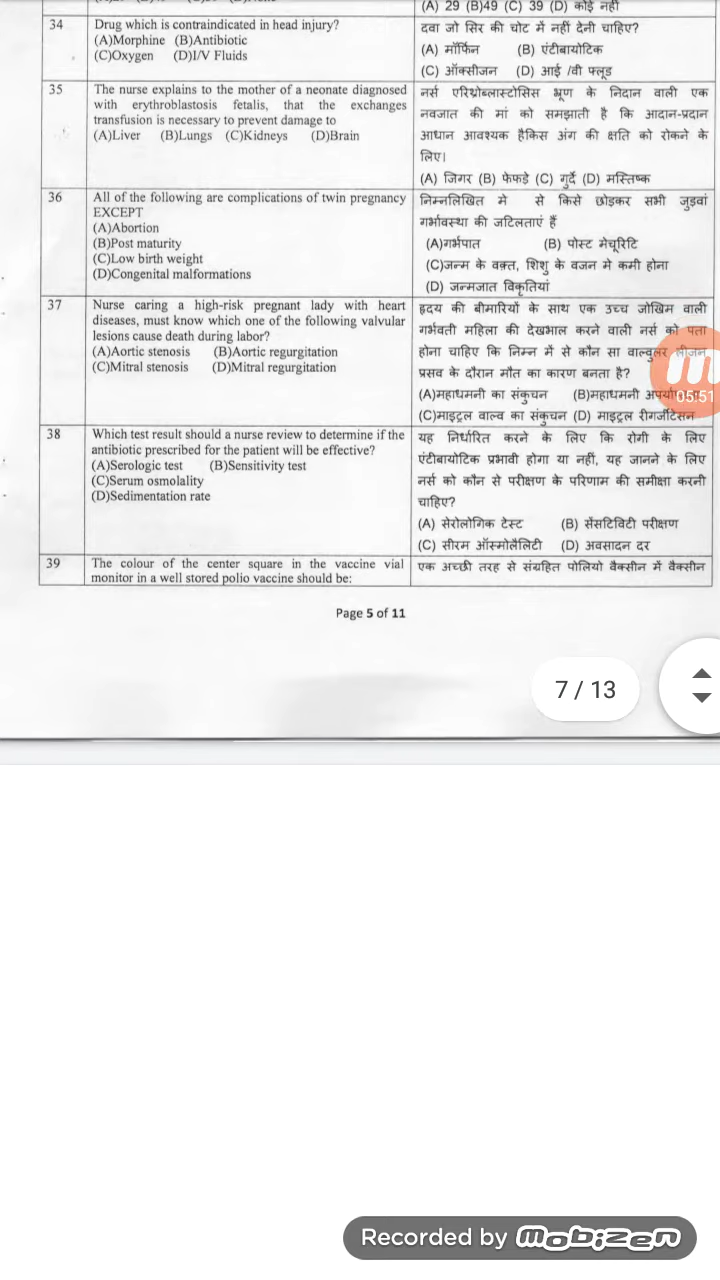 (A) 29 (B)49 (C) 39 (D) कोई नहीं
34
Drug which is contraindicated in head injury?
(A)Morphine (B)Antibiotic
(C)Oxygen (D)I/V Fluids
दवा जो सिर की चोट में नहीं देनी चाहिए?
(A) मॉर्फिन (B) एंटीबायोटिक
(C) ऑक्सीजन (D) आई /वी फ्लूड
35
The nurse explains to the mother of a neonate diagnosed
with erythroblastosis fetalis, that the exchanges
transfusion is necessary to prevent damage to
(A)Liver (B)Lungs (C)Kidneys (D)Brain
नर्स एरिथ्रोब्लास्टोसिस भ्रूण के निदान वाली एक
नवजात की मां को समझाती है कि आदान-प्रदान
आधान आवश्यक हैकिस अंग की क्षति को रोकने के
लिए।
(A) जिगर (B) फेफड़े (C) गुर्दे (D) मस्तिष्क
36
All of the following are complications of twin pregnancy
EXCEPT
(A)Abortion
(B)Post maturity
(C)Low birth weight
(D)Congenital malformations
निम्नलिखित मे से किसे छोड़कर सभी जुड़वां
गर्भावस्था की जटिलताएं हैं
(A)गर्भपात (B) पोस्ट मेचूरिटि
(C)जन्म के वक़्त, शिशु के वजन मे कमी होना
(D) जन्मजात विकृतियां
37
Nurse caring a high-risk pregnant lady with heart
diseases, must know which one of the following valvular
lesions cause death during labor?
(A)Aortic stenosis (B)Aortic regurgitation
(C)Mitral stenosis (D)Mitral regurgitation
हृदय की बीमारियों के साथ एक उच्च जोखिम वाली
गर्भवती महिला की देखभाल करने वाली नर्स को पता
होना चाहिए कि निम्न में से कौन सा वाल्वुलर लीजन
प्रसव के दौरान मौत का कारण बनता है?
(A)महाधमनी का संकुचन (B)महाधमनी
(C)माइट्रल वाल्व का संकुचन (D) माइट्रल रीगर्जीटेसन
05:51
38
Which test result should a nurse review to determine if the
antibiotic prescribed for the patient will be effective?
(A)Serologic test (B)Sensitivity test
(C)Serum osmolality
(D)Sedimentation rate
यह निर्धारित करने के लिए कि रोगी के लिए
एंटीबायोटिक प्रभावी होगा या नहीं, यह जानने के लिए
नर्स को कौन से परीक्षण के परिणाम की समीक्षा करनी
चाहिए?
(A) सेरोलोगिक टेस्ट (B) सेंसटिविटी परीक्षण
(C) सीरम ऑस्मोलैलिटी (D) अवसादन दर
39
The colour of the center square in the vaccine vial
monitor in a well stored polio vaccine should be:
एक अच्छी तरह से संग्रहित पोलियो वैक्सीन में वैक्सीन
Page 5 of 11
7 / 13
Recorded by mobizen